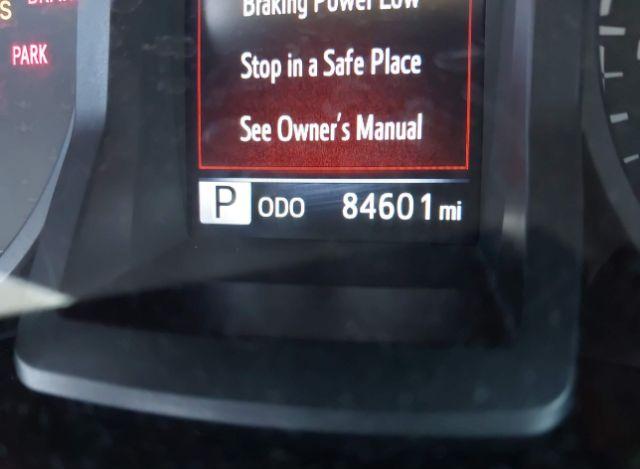 PARK
Braking Power Low
Stop in a Safe Place
See Owner's Manual
P ODO 84601 mi